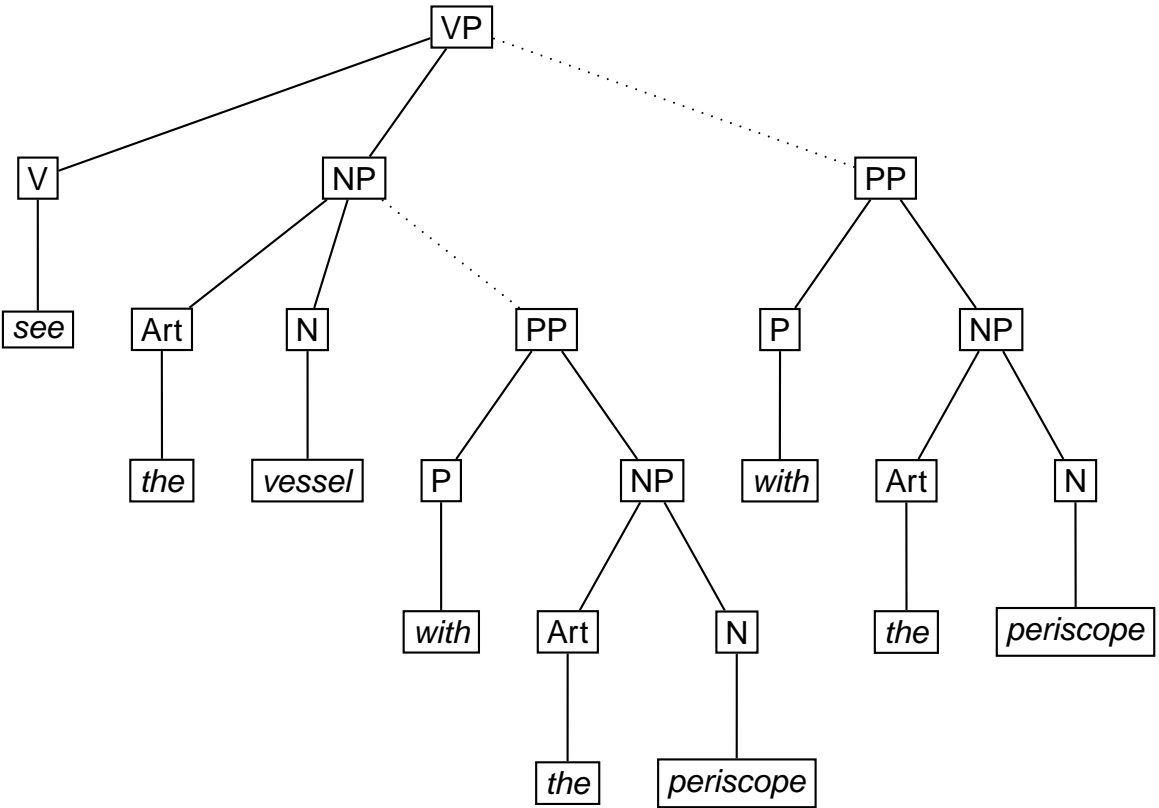 VP
V NP PP
see Art N PP P NP
the vessel P NP with Art N
with Art N the periscope
the periscope